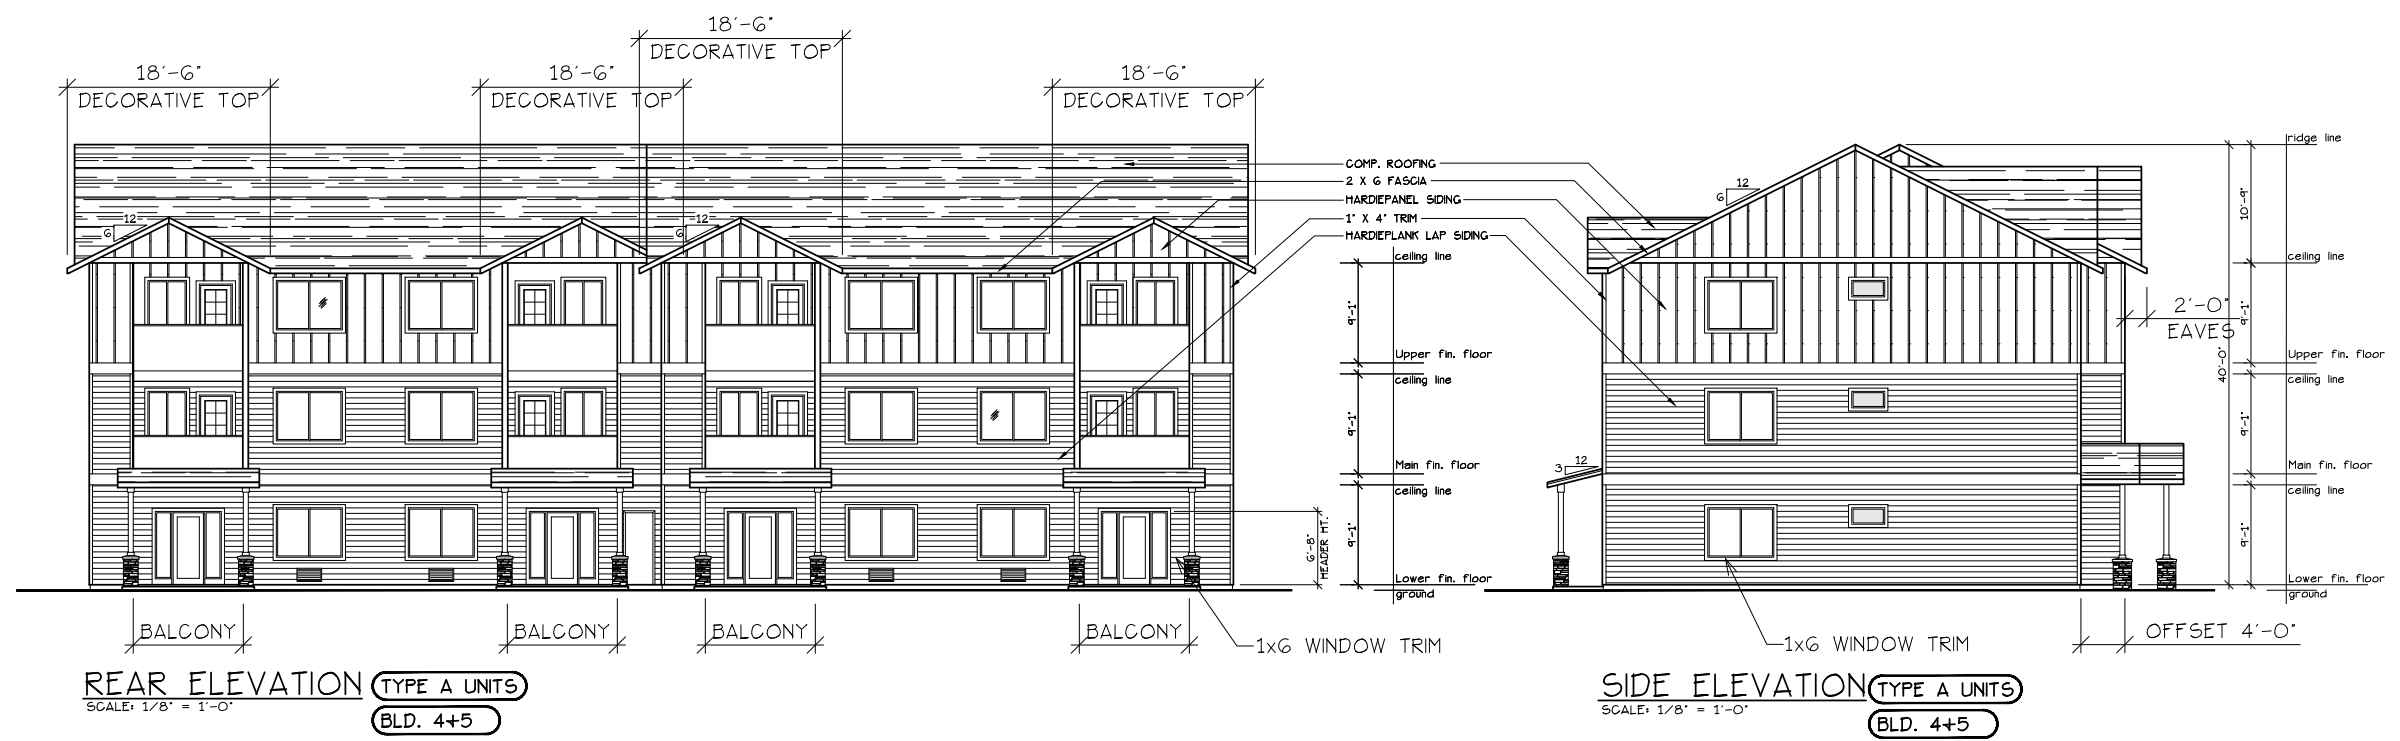 18'-6"
DECORATIVE TOP
18'-6"
DECORATIVE TOP
18'-6"
DECORATIVE TOP
18'-6"
DECORATIVE TOP
12
6
12
6
COMP. ROOFING
2 X 6 FASCIA
HARDIEPANEL SIDING
1" X 4" TRIM
HARDIEPLANK LAP SIDING
ceiling line
9'-1"
Upper fin. floor
ceiling line
9'-1"
Main fin. floor
ceiling line
9'-1"
6'-8"
HEADER HT.
Lower fin. floor
ground
BALCONY
BALCONY
BALCONY
BALCONY
1x6 WINDOW TRIM
REAR ELEVATION
TYPE A UNITS
SCALE: 1/8" = 1'-0"
BLD. 4+5
12
6
12
3
ridge line
10'-9"
ceiling line
2'-0"
EAVES
9'-1"
40'-0"
Upper fin. floor
ceiling line
9'-1"
Main fin. floor
ceiling line
9'-1"
Lower fin. floor
ground
OFFSET 4'-0"
1x6 WINDOW TRIM
SIDE ELEVATION
TYPE A UNITS
SCALE: 1/8" = 1'-0"
BLD. 4+5